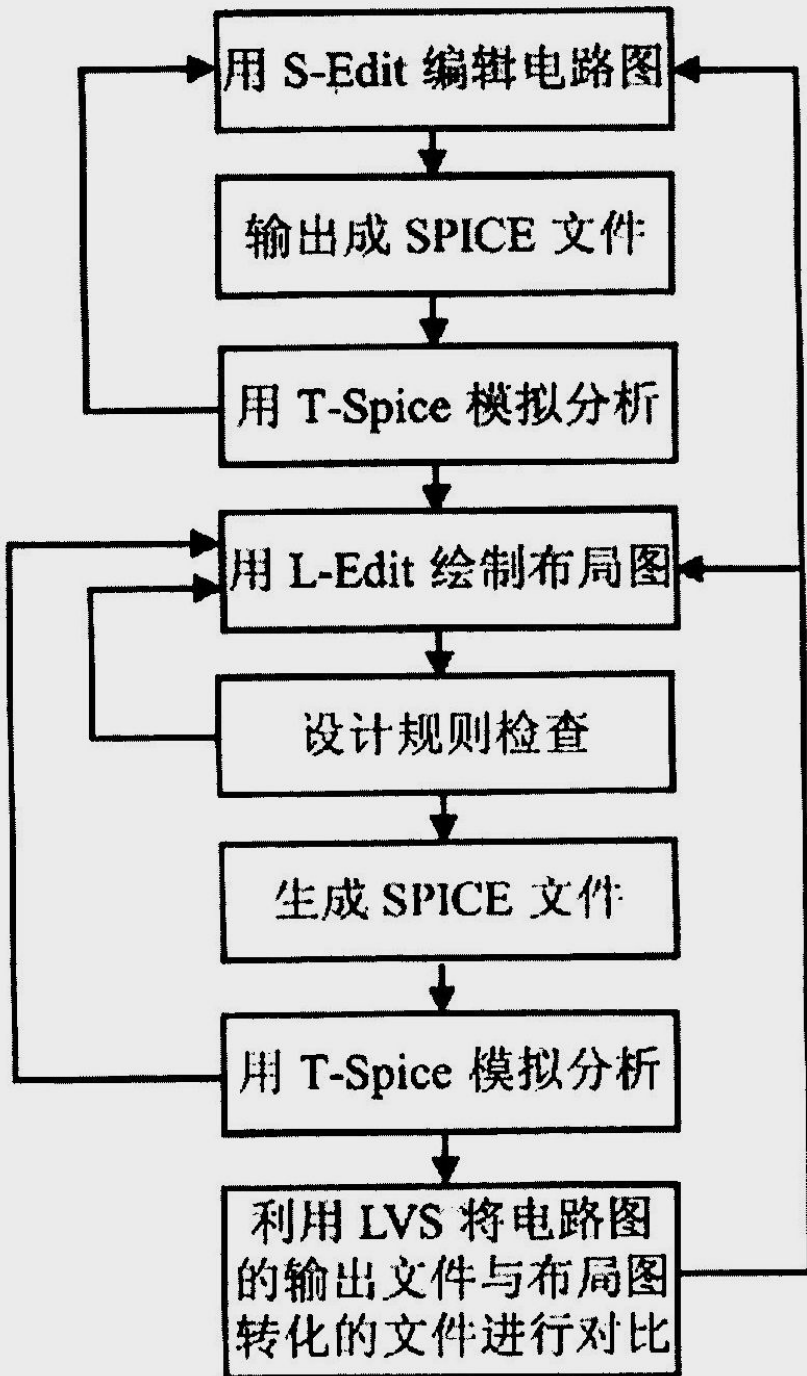 用 S-Edit 编辑电路图
输出成 SPICE 文件
用 T-Spice 模拟分析
用 L-Edit 绘制布局图
设计规则检查
生成 SPICE 文件
用 T-Spice 模拟分析
利用 LVS 将电路图
的输出文件与布局图
转化的文件进行对比